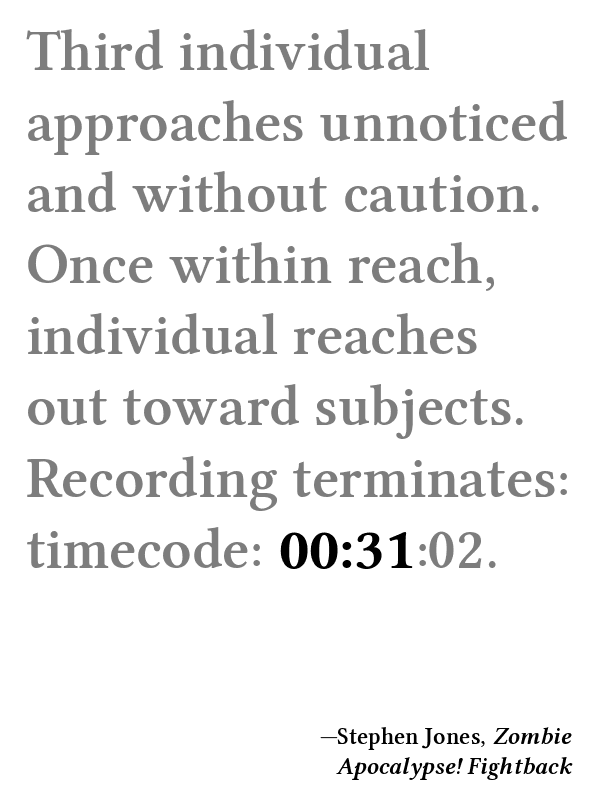 Third individual
approaches unnoticed
and without caution.
Once within reach,
individual reaches
out toward subjects.
Recording terminates:
timecode: 00:31:02.
—Stephen Jones, Zombie
Apocalypse! Fightback